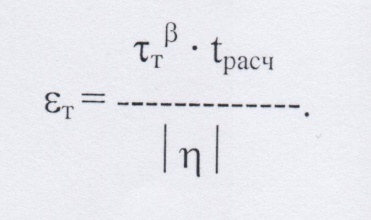 τт^β · tрасч
εт = ---------------.
| η |